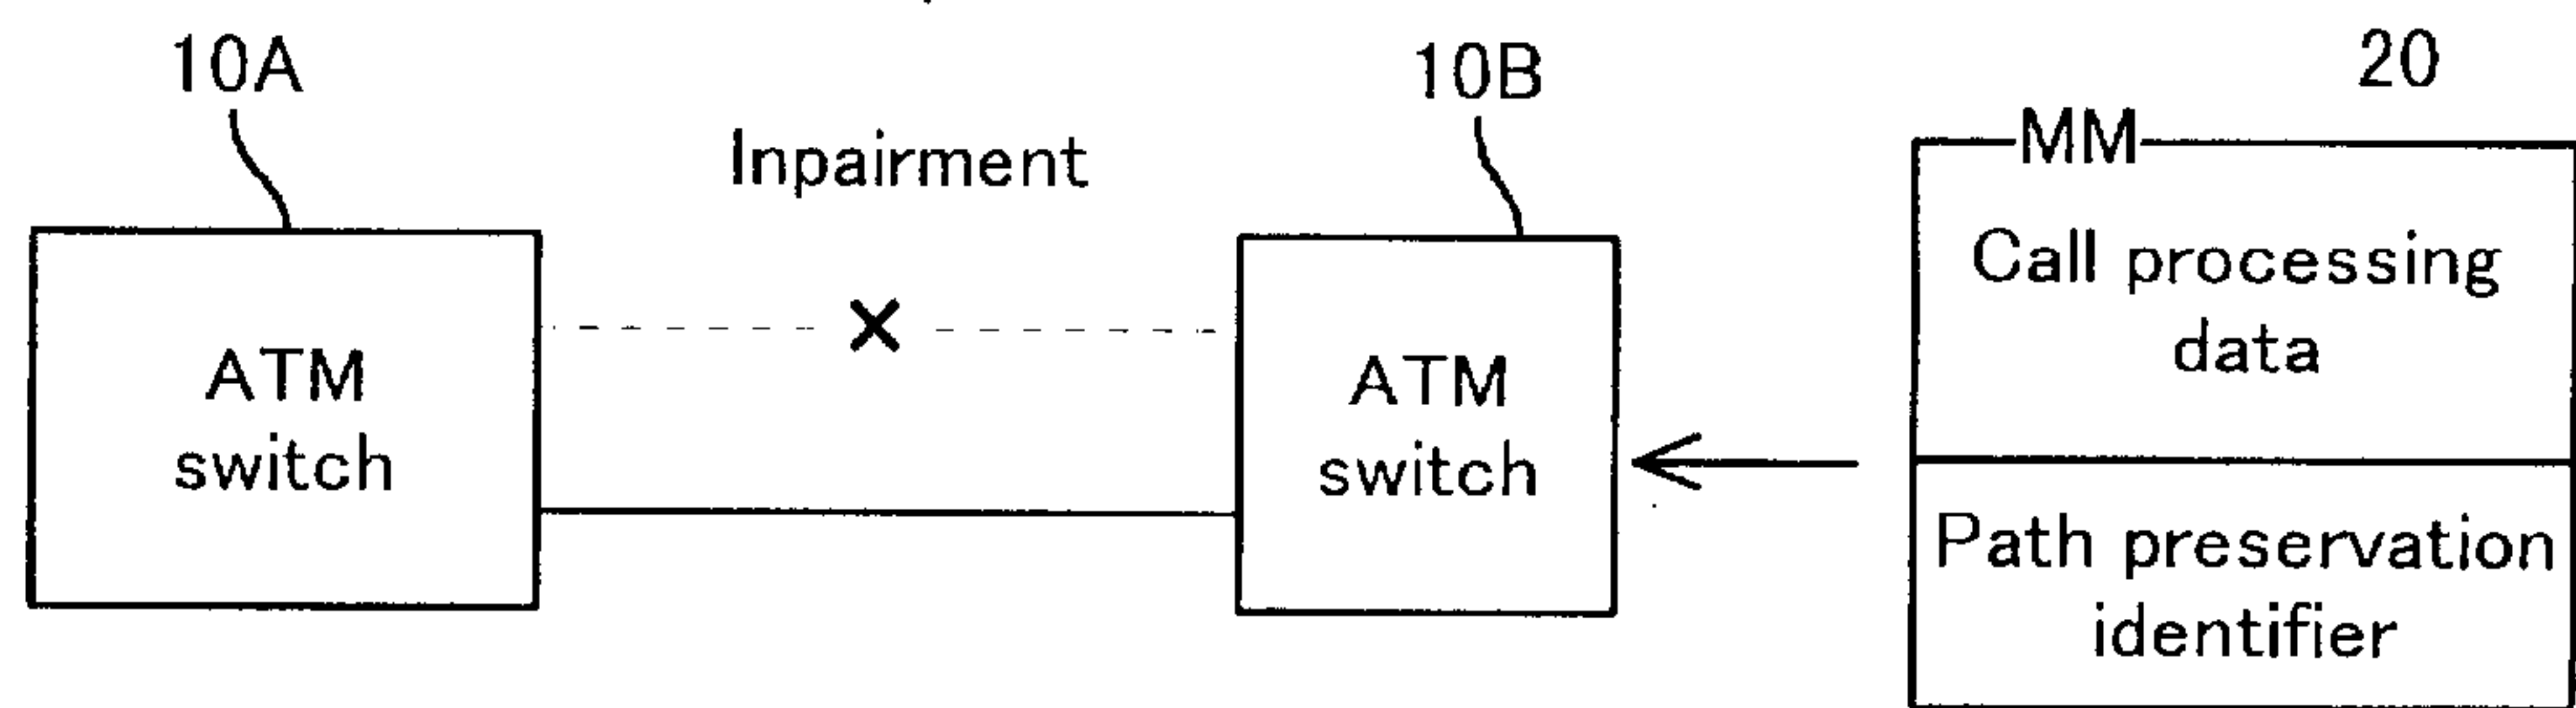 10A
10B
20
Inpairment
MM
Call processing
data
ATM
switch
ATM
switch
Path preservation
identifier